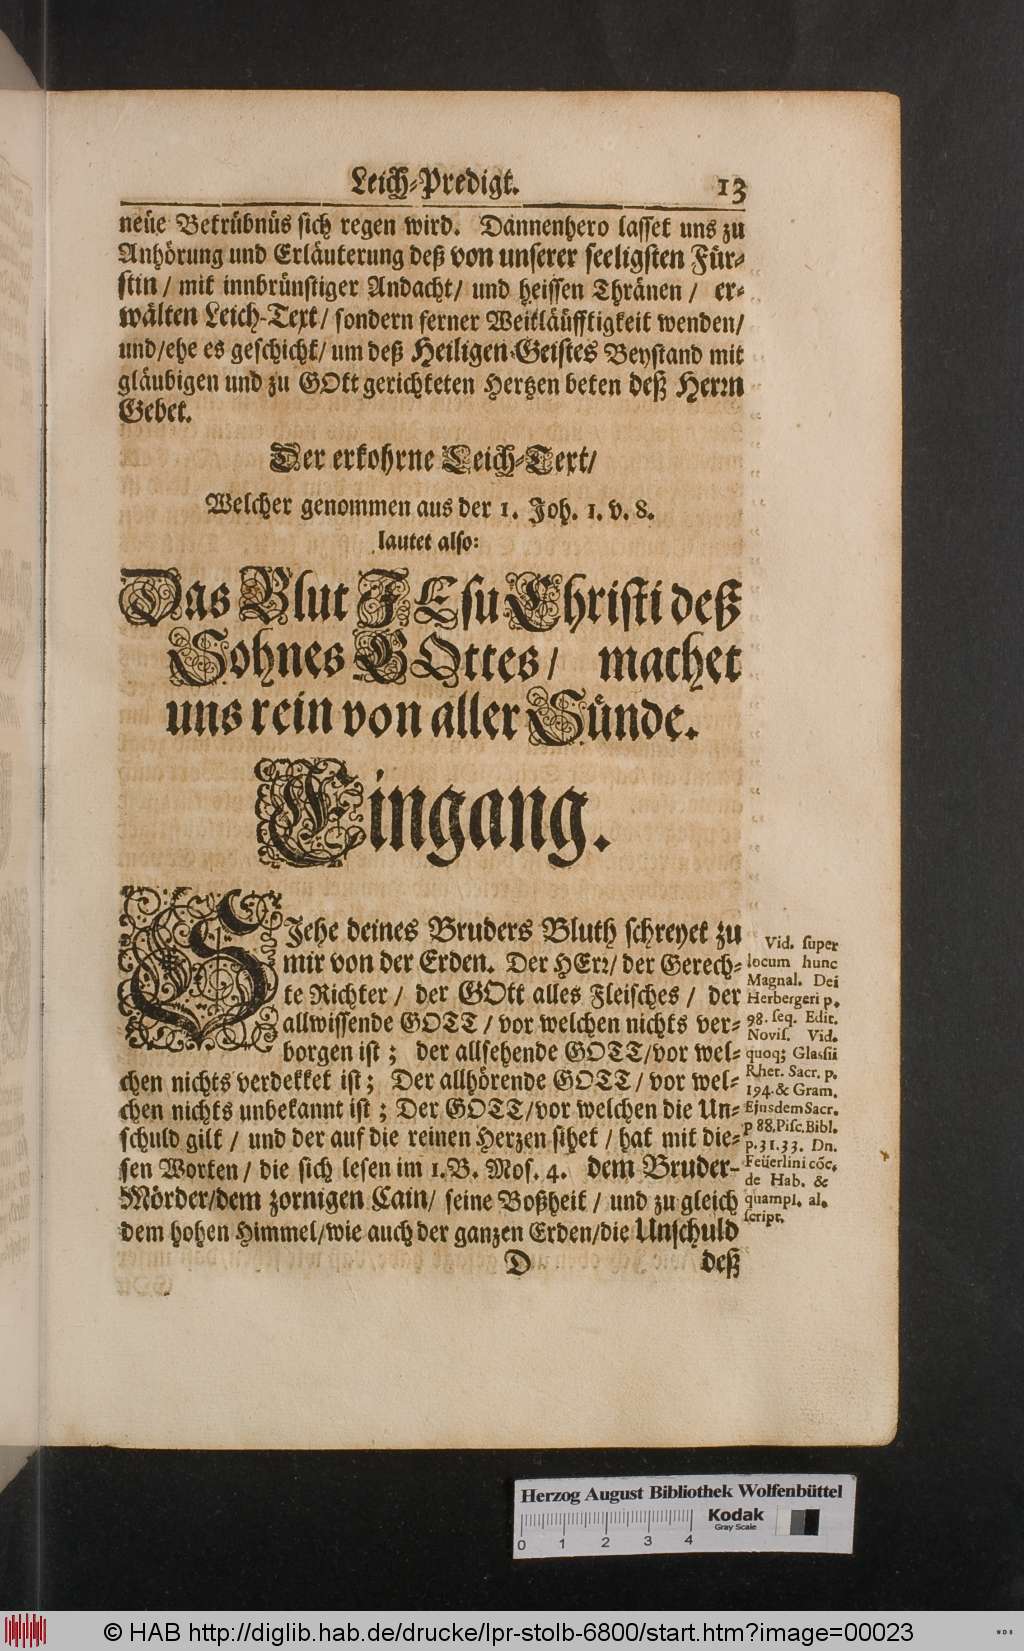 Leich-Predigt. 13
neüe Betrübnüs sich regen wird. Dannenhero lasset uns zu
Anhörung und Erläuterung deß von unserer seeligsten Für-
stin / mit innbrünstiger Andacht / und heissen Thränen / er-
wälten Leich-Text / sondern ferner Weitläüfftigkeit wenden /
und / ehe es geschicht / um deß Heiligen Geistes Beystand mit
gläubigen und zu GOtt gerichteten Hertzen beten deß Herrn
Gebet.
Der erkohrne Leich-Text /
Welcher genommen aus der 1. Joh. 1. v. 8.
lautet also:
Das Blut JEsu Christi deß
Sohnes GOttes / machet
uns rein von aller Sünde.
Eingang.
SJehe deines Bruders Bluth schreyet zu
mir von der Erden. Der HErr / der Gerech-
te Richter / der GOtt alles Fleisches / der
allwissende GOTT / vor welchen nichts ver-
borgen ist ; der allsehende GOTT / vor wel-
chen nichts verdekket ist ; Der allhörende GOTT / vor wel-
chen nichts unbekannt ist ; Der GOTT / vor welchen die Un-
schuld gilt / und der auf die reinen Herzen sihet / hat mit die-
sen Worten / die sich lesen im 1. B. Mos. 4. dem Bruder-
Mörder / dem zornigen Cain / seine Boßheit / und zu gleich
dem hohen Himmel / wie auch der ganzen Erden / die Unschuld
D deß
Vid. super
locum hunc
Magnal. Dei
Herbergeri p.
98. seq. Edit.
Novis. Vid.
quoq; Glassii
Rher. Sacr. p.
194. & Gram.
Ejusdem Sacr.
p 88. Pisc. Bibl.
p. 31. 33. Dn.
Feüerlini cōc.
de Hab. &
quampl. al.
script.
Herzog August Bibliothek Wolfenbüttel
Kodak
Gray Scale
0 1 2 3 4
© HAB http://diglib.hab.de/drucke/lpr-stolb-6800/start.htm?image=00023